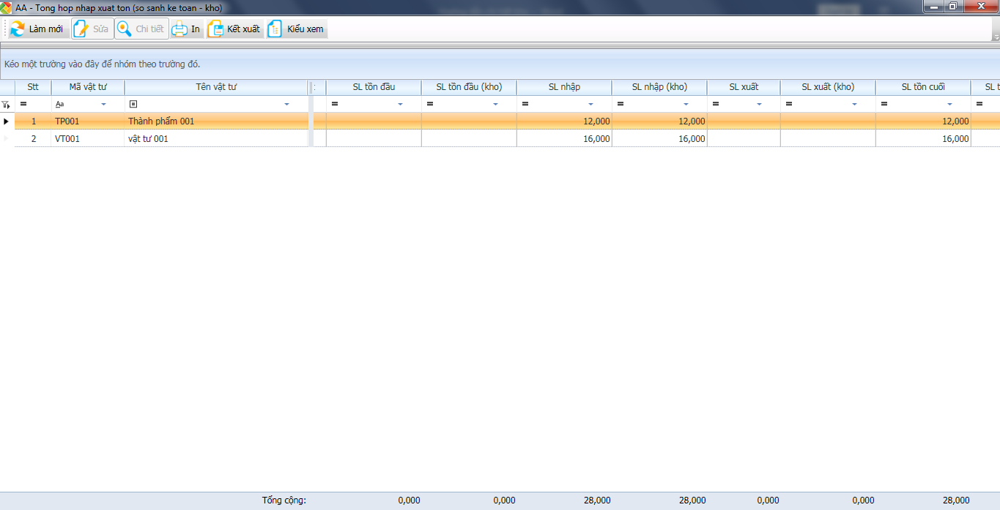 AA - Tong hop nhap xuat ton (so sanh ke toan - kho)
Làm mới Sửa Chi tiết In Kết xuất Kiểu xem
Kéo một trường vào đây để nhóm theo trường đó.
Stt Mã vật tư Tên vật tư : SL tồn đầu SL tồn đầu (kho) SL nhập SL nhập (kho) SL xuất SL xuất (kho) SL tồn cuối SL t
= Aa = = = = = = = =
1 TP001 Thành phẩm 001 12,000 12,000 12,000
2 VT001 vật tư 001 16,000 16,000 16,000
Tổng cộng: 0,000 0,000 28,000 28,000 0,000 0,000 28,000